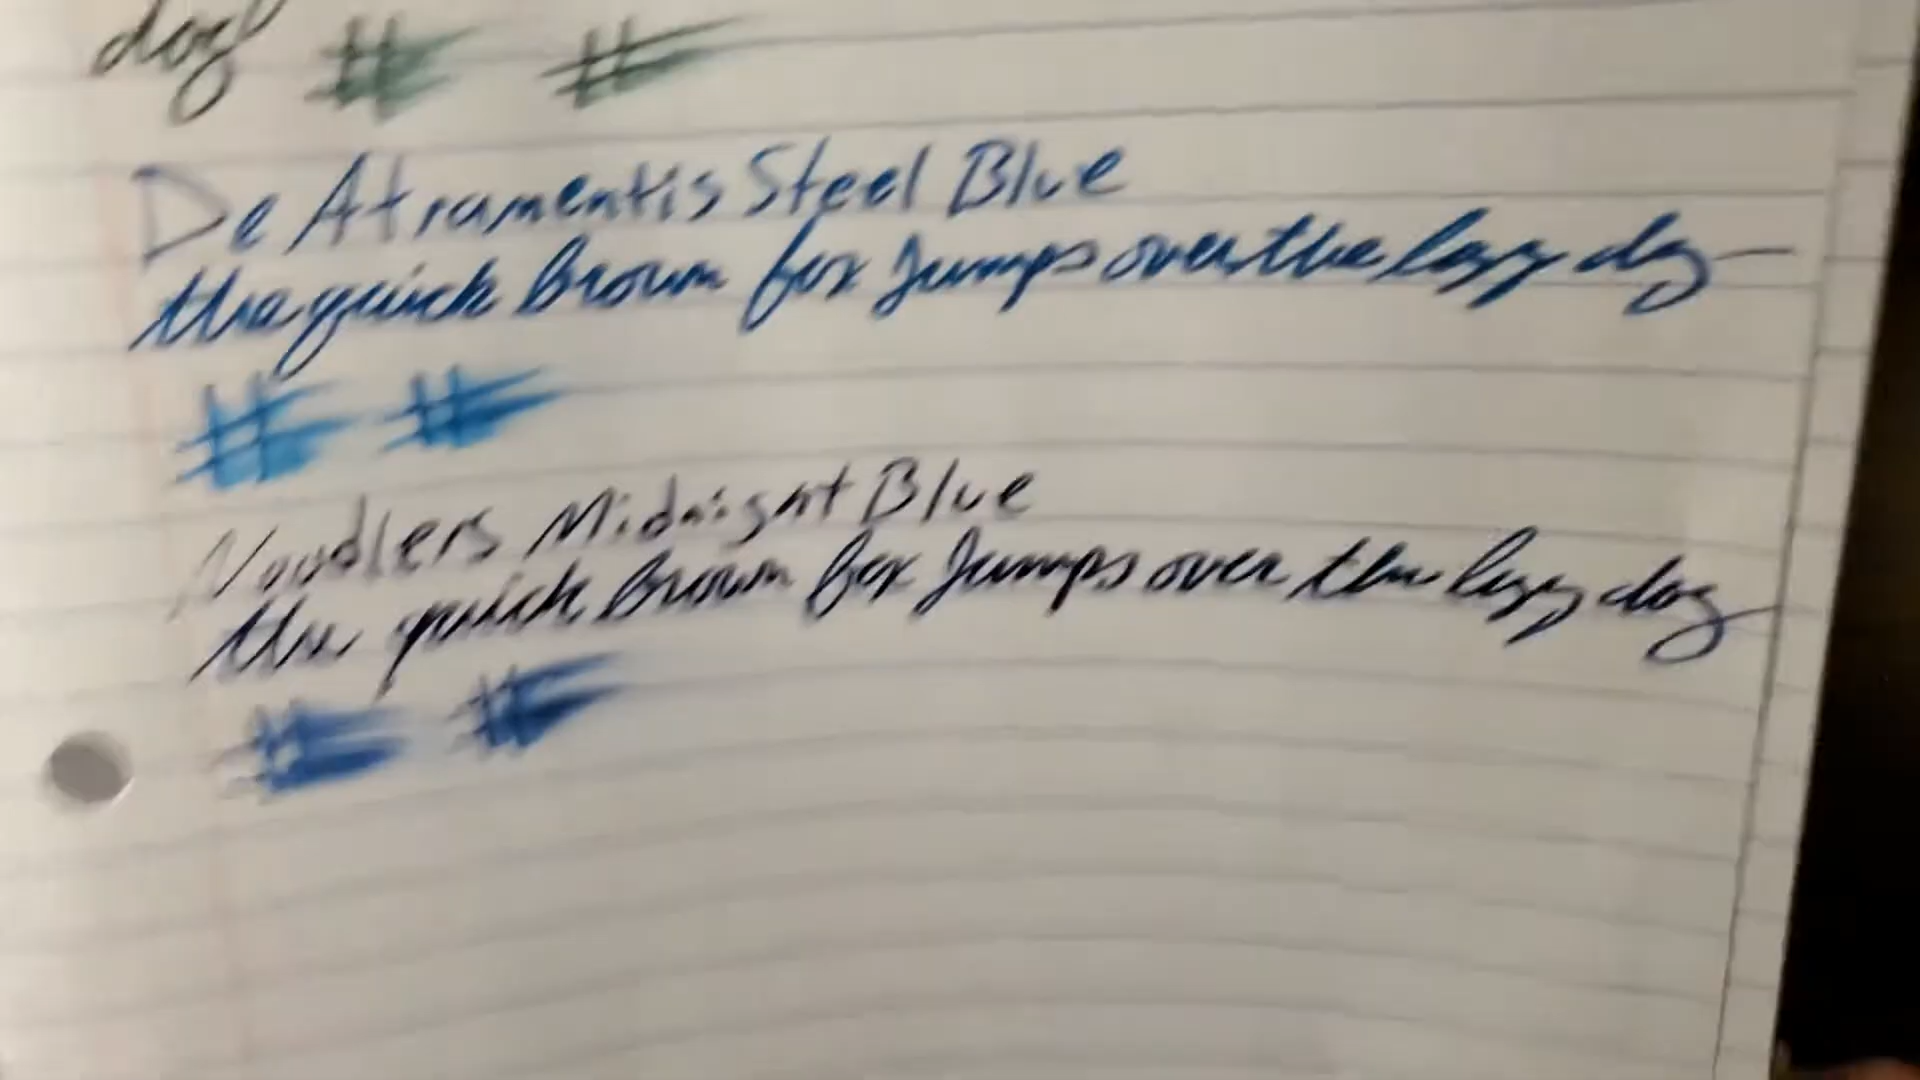 dog # #
De Atramentis Steel Blue
the quick brown fox jumps over the lazy dog
# #
Noodlers Midnight Blue
the quick brown fox jumps over the lazy dog
# #